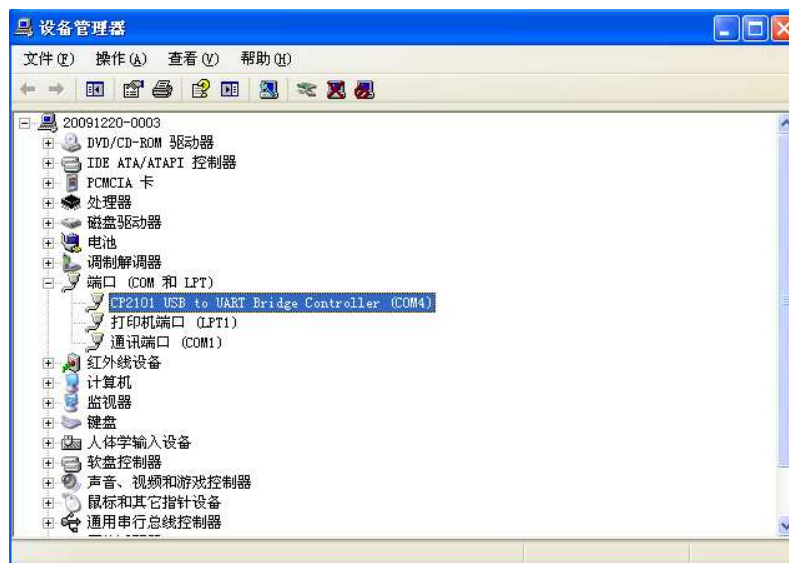 设备管理器
文件(F) 操作(A) 查看(V) 帮助(H)
20091220-0003
DVD/CD-ROM 驱动器
IDE ATA/ATAPI 控制器
PCMCIA 卡
处理器
磁盘驱动器
电池
调制解调器
端口 (COM 和 LPT)
CP2101 USB to UART Bridge Controller (COM4)
打印机端口 (LPT1)
通讯端口 (COM1)
红外线设备
计算机
监视器
键盘
人体学输入设备
软盘控制器
声音、视频和游戏控制器
鼠标和其它指针设备
通用串行总线控制器